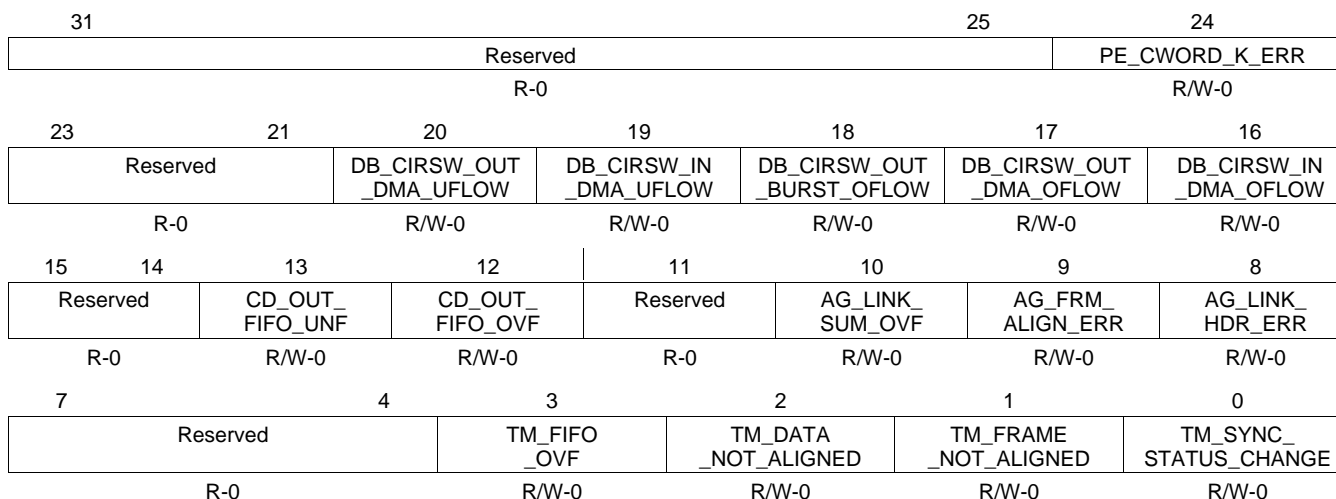 31 25 24
Reserved PE_CWORD_K_ERR
R-0 R/W-0
23 21 20 19 18 17 16
Reserved DB_CIRSW_OUT DB_CIRSW_IN DB_CIRSW_OUT DB_CIRSW_OUT DB_CIRSW_IN
_DMA_UFLOW _DMA_UFLOW _BURST_OFLOW _DMA_OFLOW _DMA_OFLOW
R-0 R/W-0 R/W-0 R/W-0 R/W-0 R/W-0
15 14 13 12 11 10 9 8
Reserved CD_OUT_ CD_OUT_ Reserved AG_LINK_ AG_FRM_ AG_LINK_
FIFO_UNF FIFO_OVF SUM_OVF ALIGN_ERR HDR_ERR
R-0 R/W-0 R/W-0 R-0 R/W-0 R/W-0 R/W-0
7 4 3 2 1 0
Reserved TM_FIFO TM_DATA TM_FRAME TM_SYNC_
_OVF _NOT_ALIGNED _NOT_ALIGNED STATUS_CHANGE
R-0 R/W-0 R/W-0 R/W-0 R/W-0